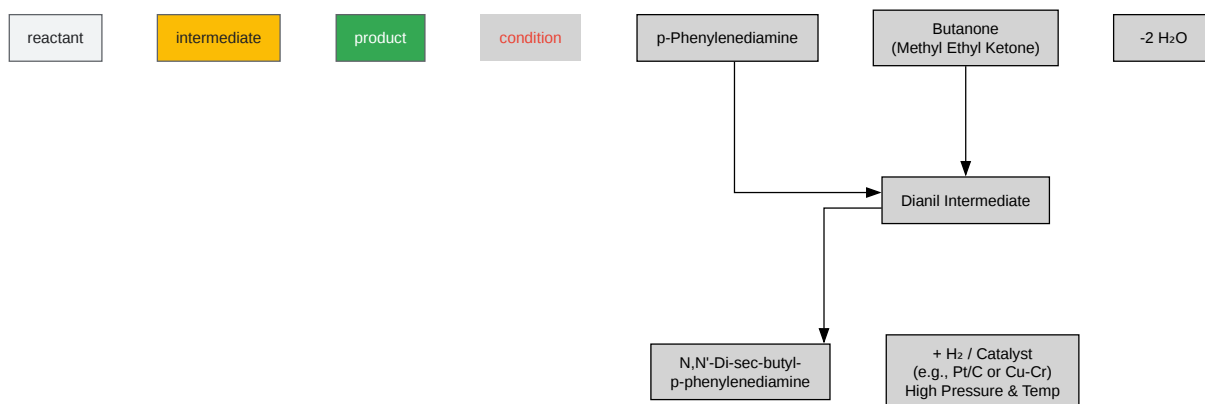 reactant
intermediate
product
condition
p-Phenylenediamine
Butanone
(Methyl Ethyl Ketone)
-2 H₂O
Dianil Intermediate
N,N'-Di-sec-butyl-
p-phenylenediamine
+ H₂ / Catalyst
(e.g., Pt/C or Cu-Cr)
High Pressure & Temp